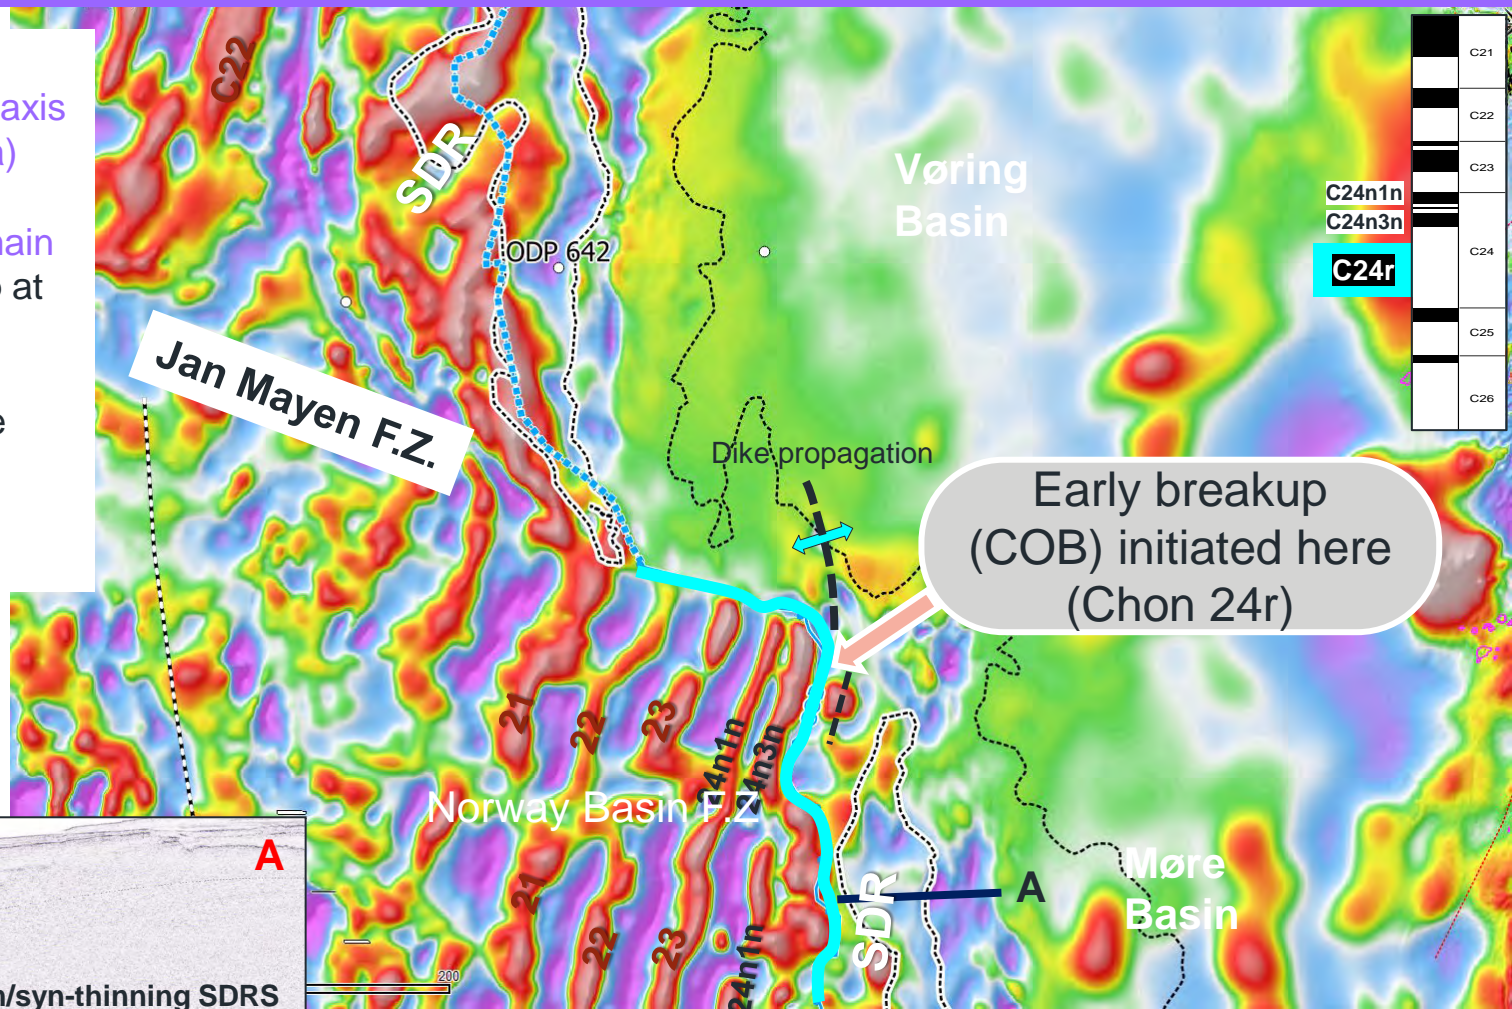 axis
)
ain
at
e
C22
SDR
ODP 642
Vøring
Basin
C21
C22
C23
C24n1n
C24n3n
C24
C24r
C25
C26
Jan Mayen F.Z.
Dike propagation
Early breakup
(COB) initiated here
(Chon 24r)
21
22
23
24n1n
24n3n
Norway Basin F.Z
A
21
22
23
24n1n
SDR
A
Møre
Basin
200
/syn-thinning SDRS